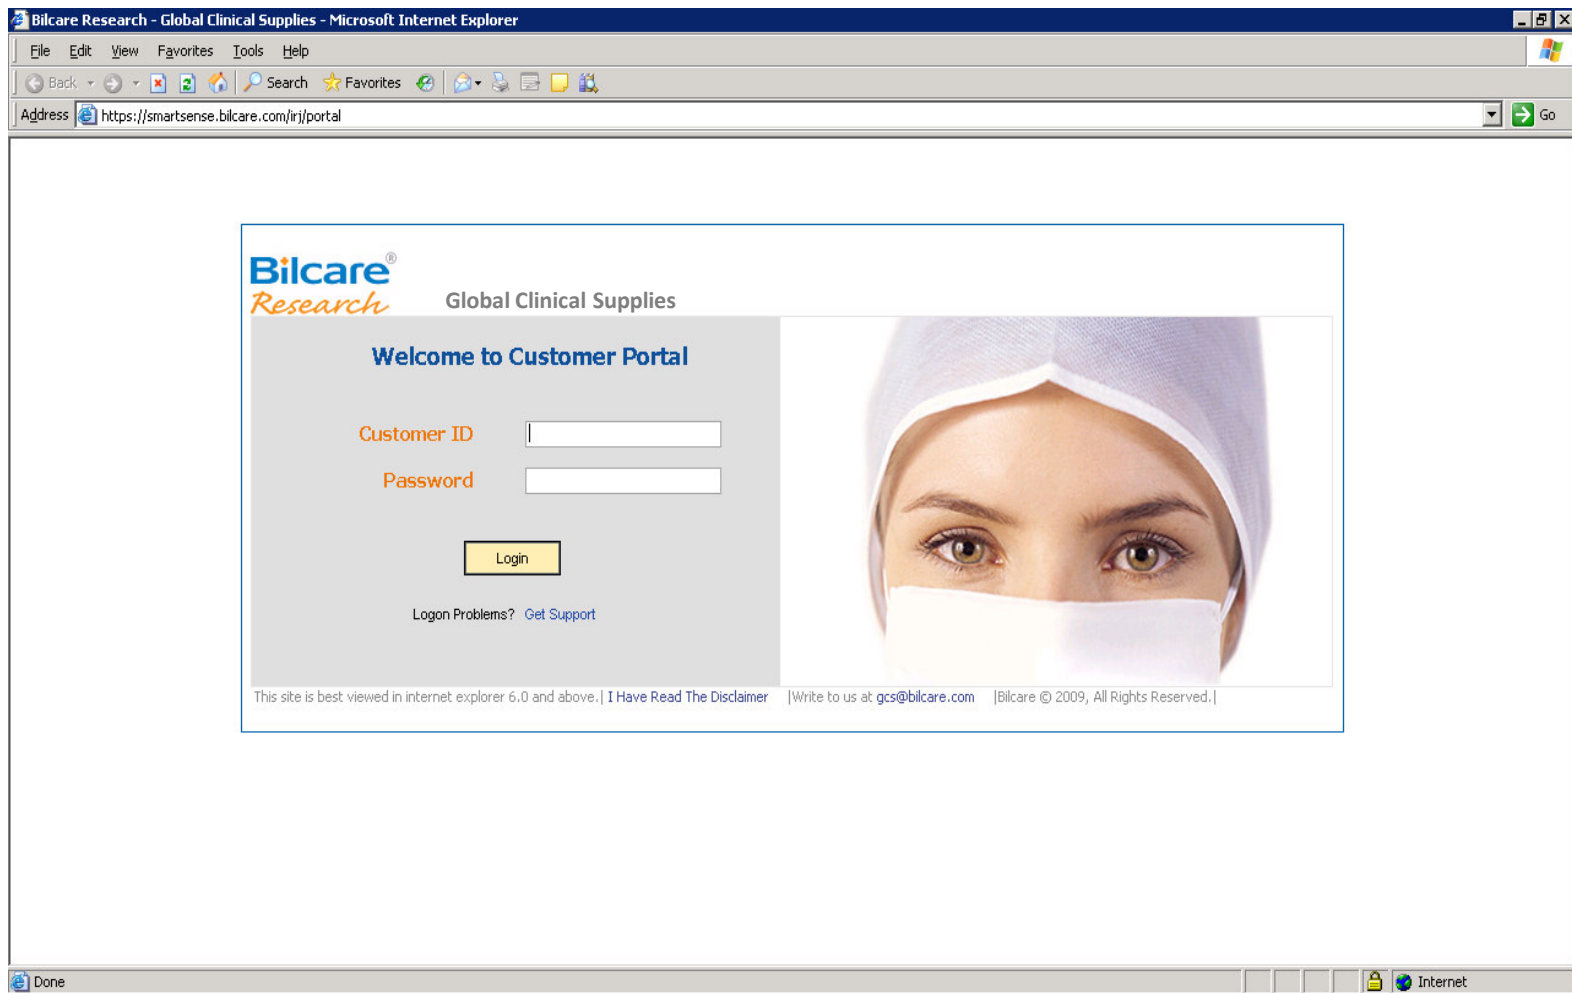 Bilcare Research - Global Clinical Supplies - Microsoft Internet Explorer
File Edit View Favorites Tools Help
Back Search Favorites
Address https://smartsense.bilcare.com/irj/portal Go
Bilcare®
Research Global Clinical Supplies
Welcome to Customer Portal
Customer ID
Password
Login
Logon Problems? Get Support
This site is best viewed in internet explorer 6.0 and above.| I Have Read The Disclaimer |Write to us at gcs@bilcare.com |Bilcare © 2009, All Rights Reserved.|
Done Internet